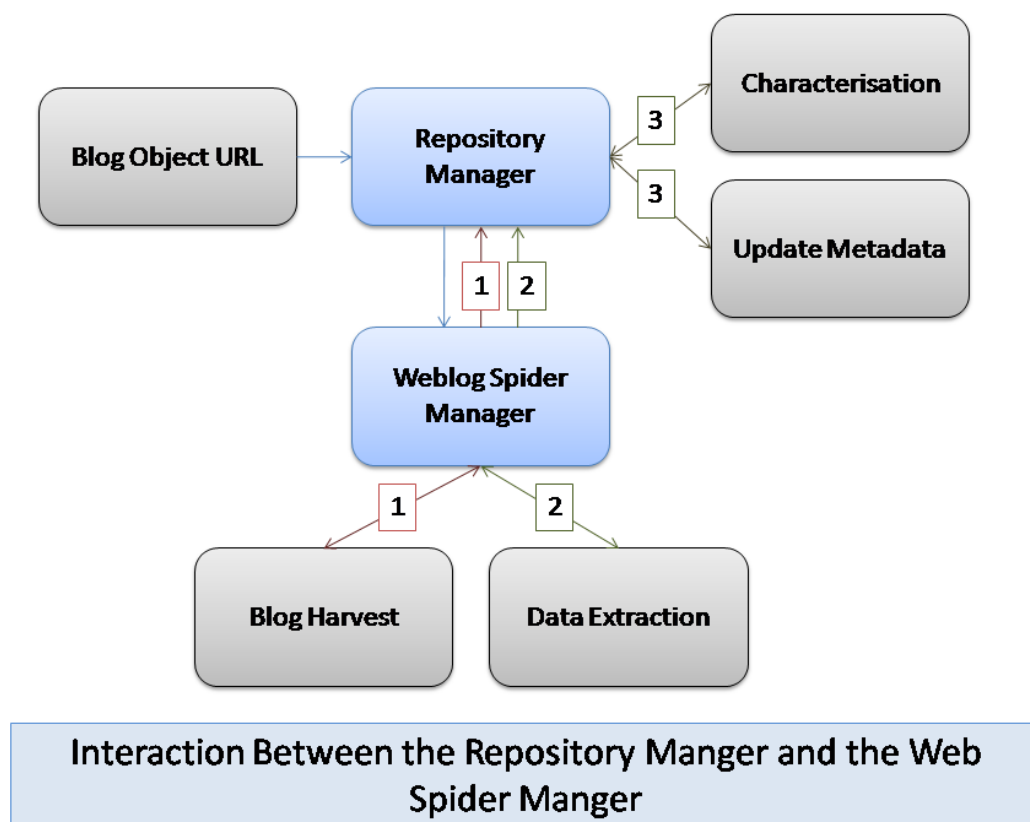 Characterisation
Blog Object URL
Repository
Manager
3
3
Update Metadata
1
2
Weblog Spider
Manager
1
2
Blog Harvest
Data Extraction
Interaction Between the Repository Manger and the Web
Spider Manger